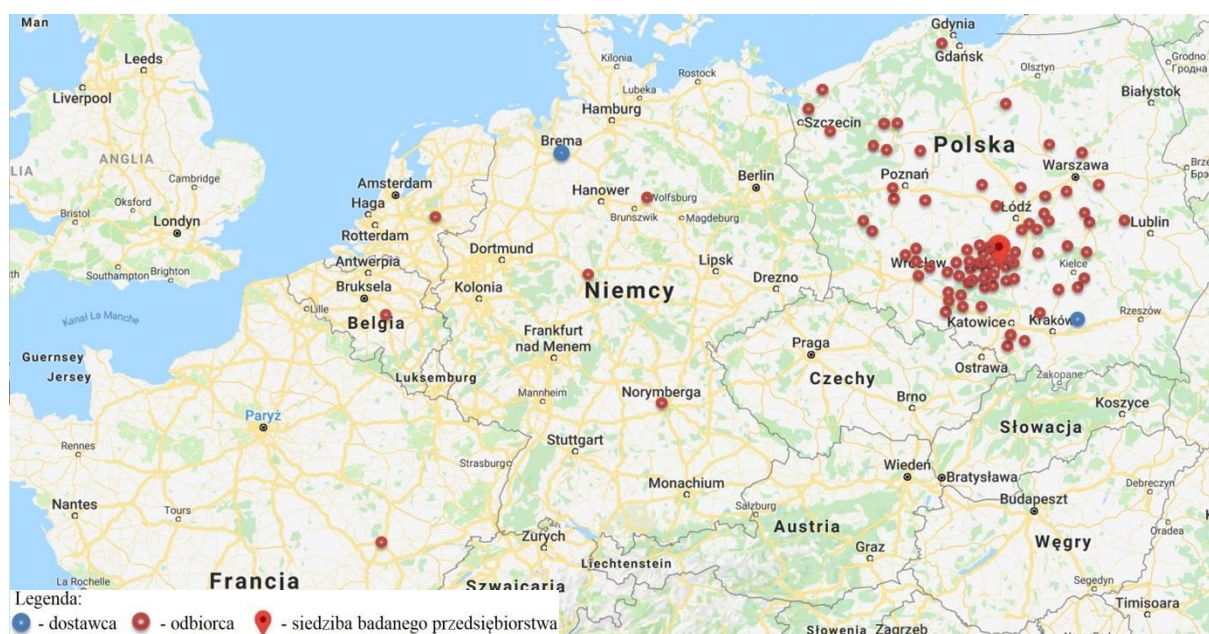 Man
Leeds
Liverpool
ANGLIA
LIA
Cambridge
Oksford
Bristol
Londyn
Southampton
Brighton
th
Kanał La Manche
Guernsey
Jersey
Amsterdam
Haga
Rotterdam
Antwerpia
Bruksela
Lille
Belgia
Luksemburg
Paryż
Rennes
Nantes
Tours
La Rochelle
Francja
Strasburg
Kilonia
Rostock
Lubeka
Hamburg
Brema
Hanower
Wolfsburg
Brunszwik
Magdeburg
Berlin
Dortmund
Kolonia
Niemcy
Lipsk
Drezno
Frankfurt
nad Menem
Mannheim
Norymberga
Stuttgart
Monachium
Zurych
Liechtenstein
Szwajcaria
Salzburg
Austria
Wiedeń
Graz
Słowenia
Zagrzeb
Praga
Czechy
Brno
Ostrawa
Gdynia
Gdańsk
Olsztyn
Grodno
Гродна
Białystok
Szczecin
Polska
Warszawa
Brze
Брэ
Poznań
Łódź
Lublin
Wrocław
Kielce
Katowice
Kraków
Rzeszów
Zakopane
Koszyce
Słowacja
Bratysława
Budapeszt
Debreczyn
Oradea
Węgry
Segedyn
Timisoara
K
Legenda:
- dostawca - odbiorca - siedziba badanego przedsiębiorstwa